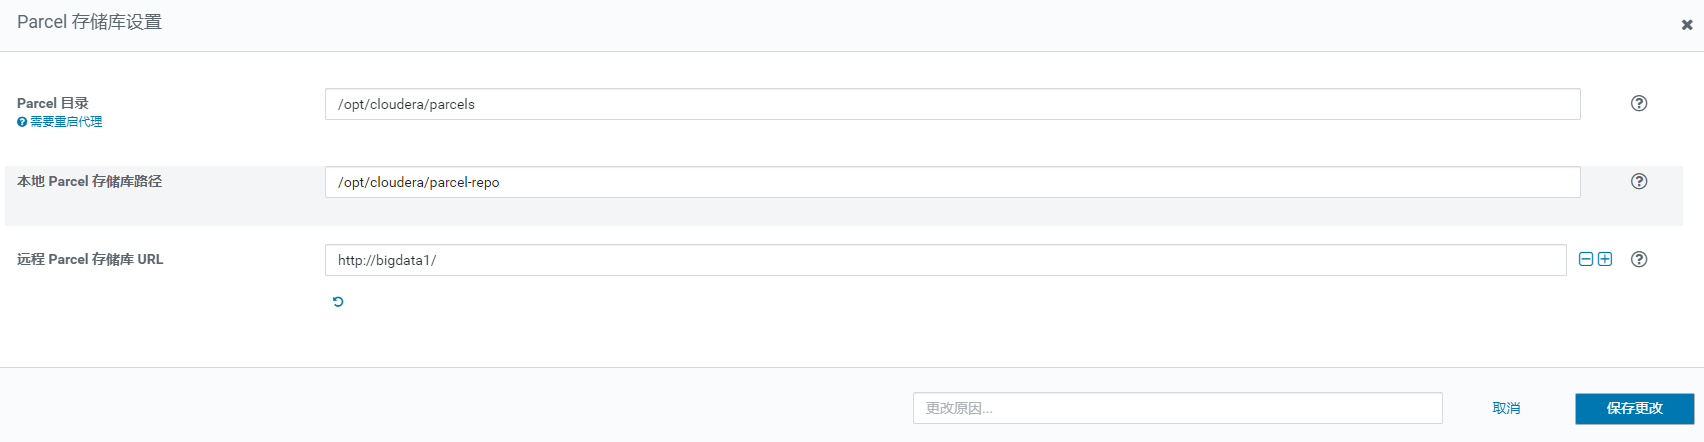 Parcel 存储库设置
Parcel 目录
需要重启代理
/opt/cloudera/parcels
本地 Parcel 存储库路径
/opt/cloudera/parcel-repo
远程 Parcel 存储库 URL
http://bigdata1/
更改原因...
取消
保存更改